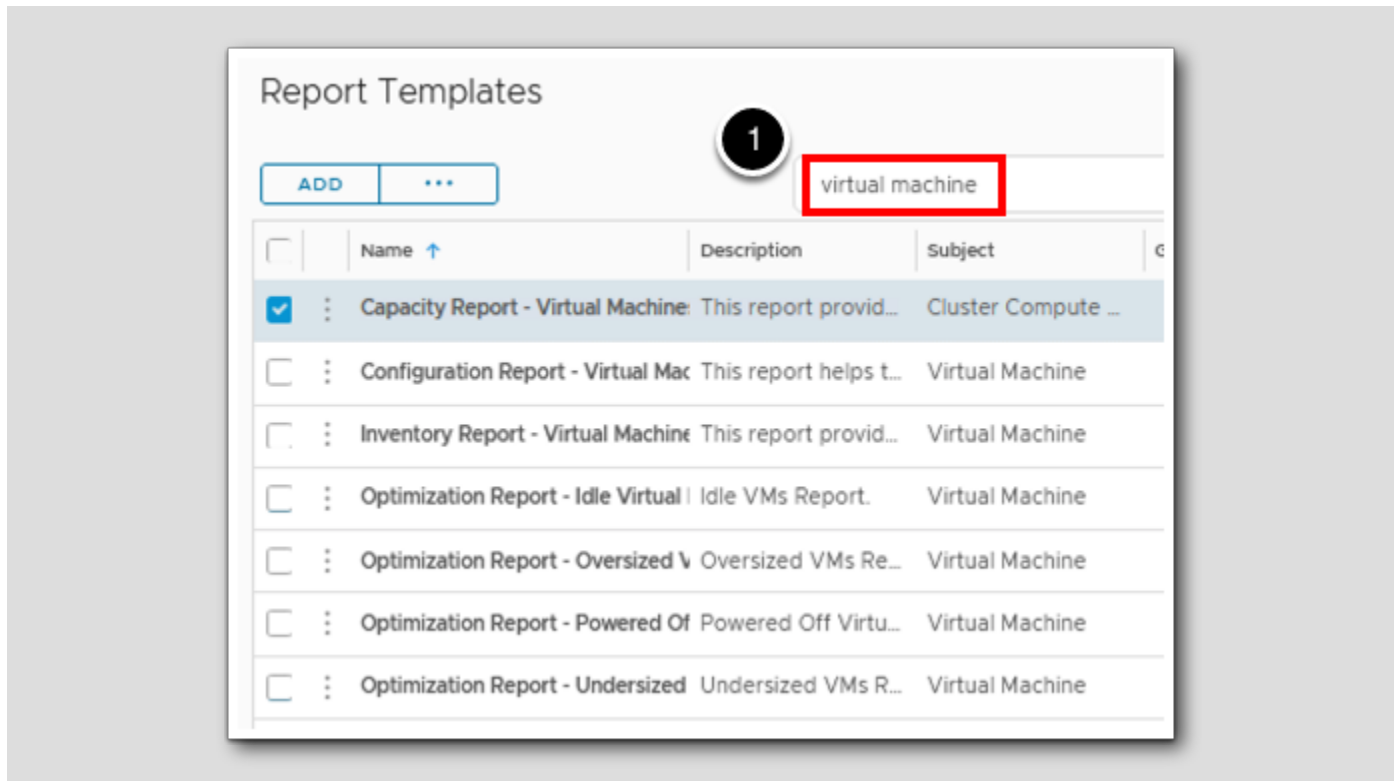 Report Templates
1
ADD ... virtual machine
Name ↑ Description Subject
Capacity Report - Virtual Machines This report provid... Cluster Compute ...
Configuration Report - Virtual Mac This report helps t... Virtual Machine
Inventory Report - Virtual Machine This report provid... Virtual Machine
Optimization Report - Idle Virtual Idle VMs Report. Virtual Machine
Optimization Report - Oversized V Oversized VMs Re... Virtual Machine
Optimization Report - Powered Of Powered Off Virtu... Virtual Machine
Optimization Report - Undersized Undersized VMs R... Virtual Machine